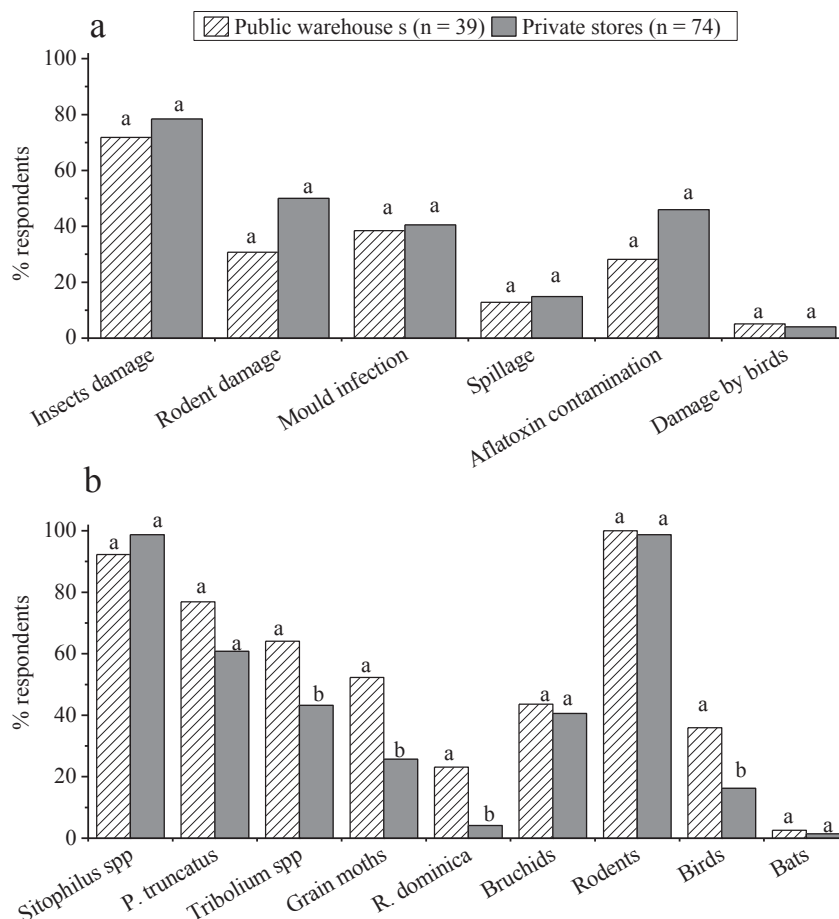 a
Public warehouse s (n = 39) Private stores (n = 74)
100
80
60
40
20
0
% respondents
a a
a a
a a
a a
a a
a a
Insects damage
Rodent damage
Mould infection
Spillage
Aflatoxin contamination
Damage by birds
b
100
80
60
40
20
0
% respondents
a a
a a
a b
a b
a b
a a
a a
a b
a a
Sitophilus spp
P. truncatus
Tribolium spp
Grain moths
R. dominica
Bruchids
Rodents
Birds
Bats